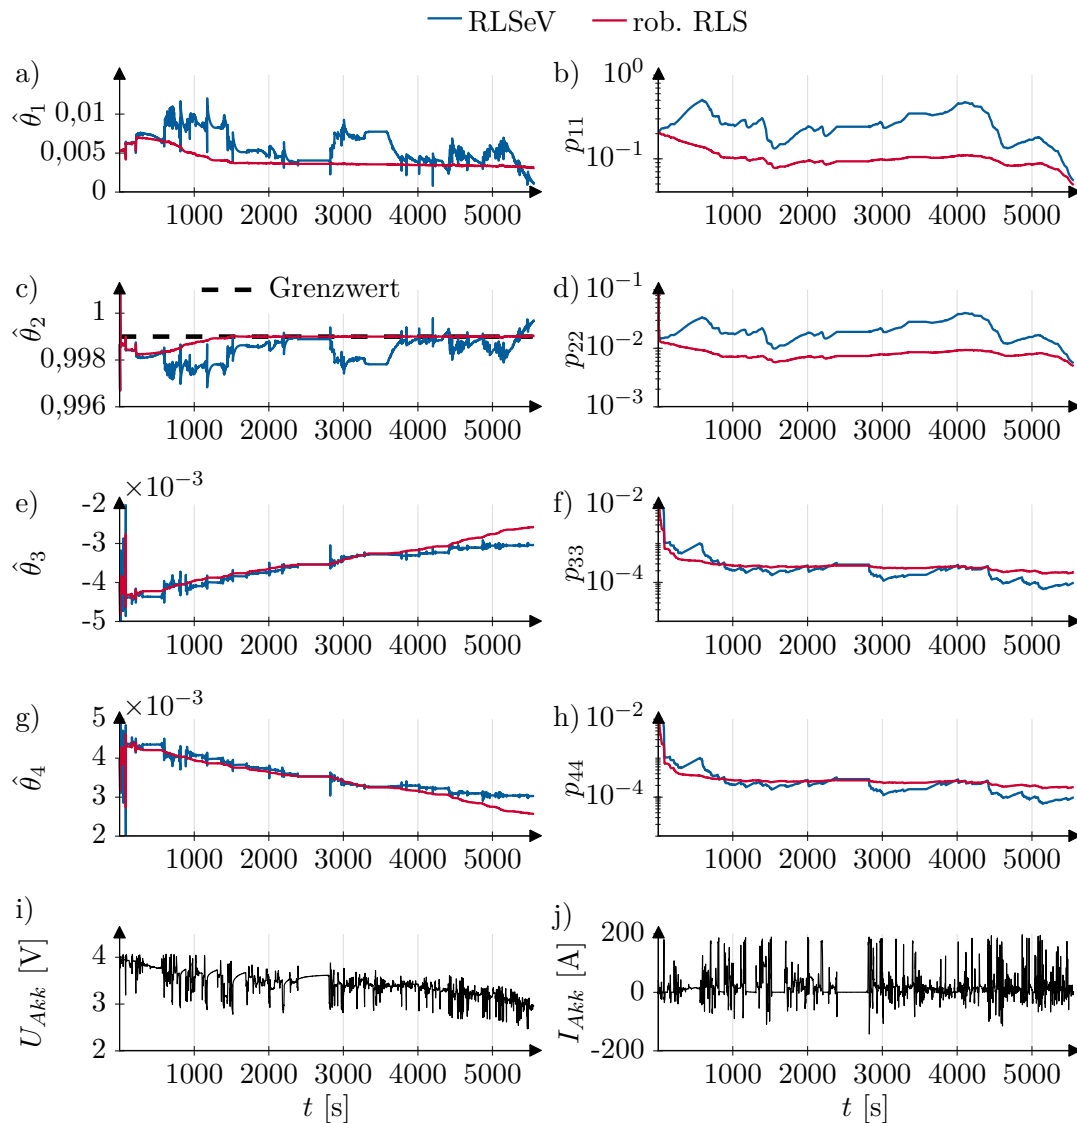 RLSeV rob. RLS
a)
θ̂₁
0,01
0,005
0
1000 2000 3000 4000 5000
b)
p₁₁
10⁰
10⁻¹
1000 2000 3000 4000 5000
c)
Grenzwert
θ̂₂
1
0,998
0,996
1000 2000 3000 4000 5000
d)
p₂₂
10⁻¹
10⁻²
10⁻³
1000 2000 3000 4000 5000
e)
×10⁻³
θ̂₃
-2
-3
-4
-5
1000 2000 3000 4000 5000
f)
p₃₃
10⁻²
10⁻⁴
1000 2000 3000 4000 5000
g)
×10⁻³
θ̂₄
5
4
3
2
1000 2000 3000 4000 5000
h)
p₄₄
10⁻²
10⁻⁴
1000 2000 3000 4000 5000
i)
U_Akk [V]
4
3
2
1000 2000 3000 4000 5000
t [s]
j)
I_Akk [A]
200
0
-200
1000 2000 3000 4000 5000
t [s]